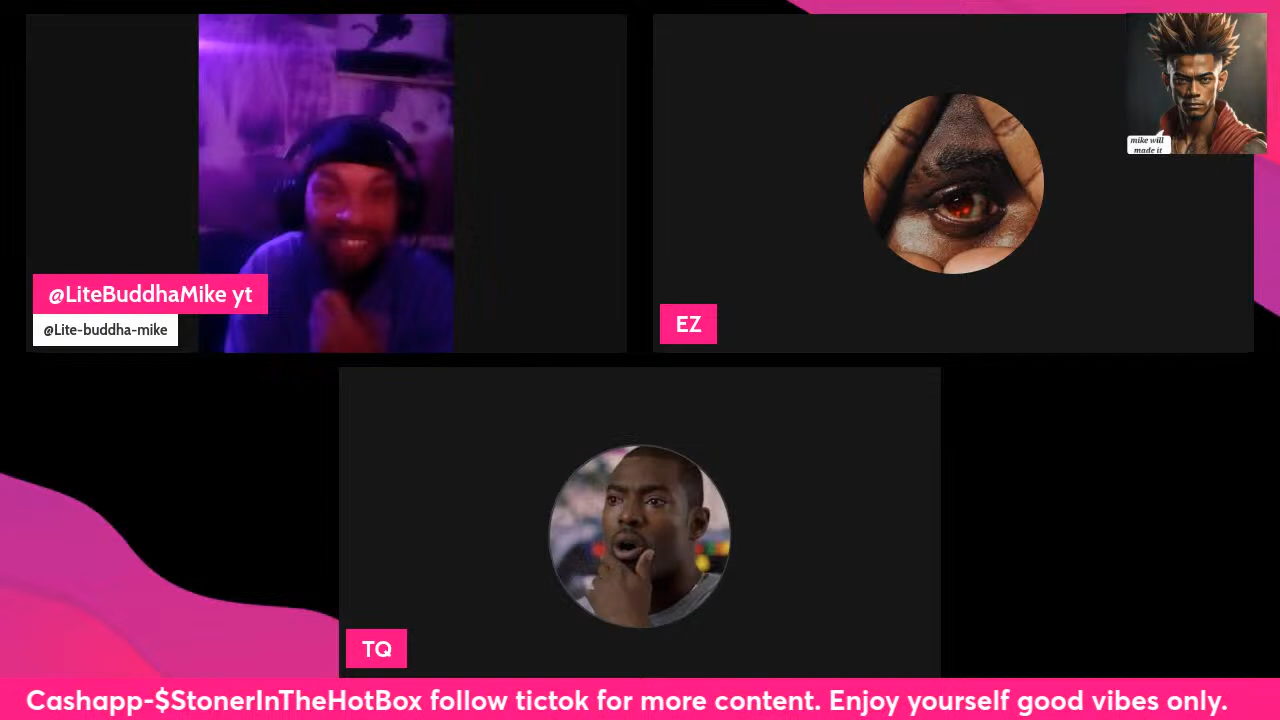 mike will
made it
@LiteBuddhaMike yt
@Lite-buddha-mike
EZ
TQ
Cashapp-$StonerInTheHotBox follow tictok for more content. Enjoy yourself good vibes only.